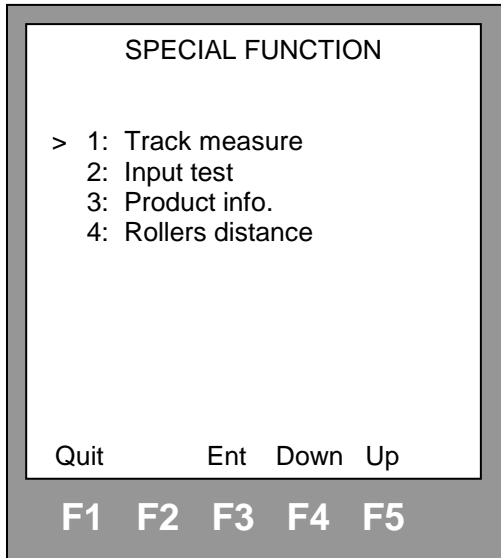 SPECIAL FUNCTION
> 1: Track measure
2: Input test
3: Product info.
4: Rollers distance
Quit Ent Down Up
F1 F2 F3 F4 F5